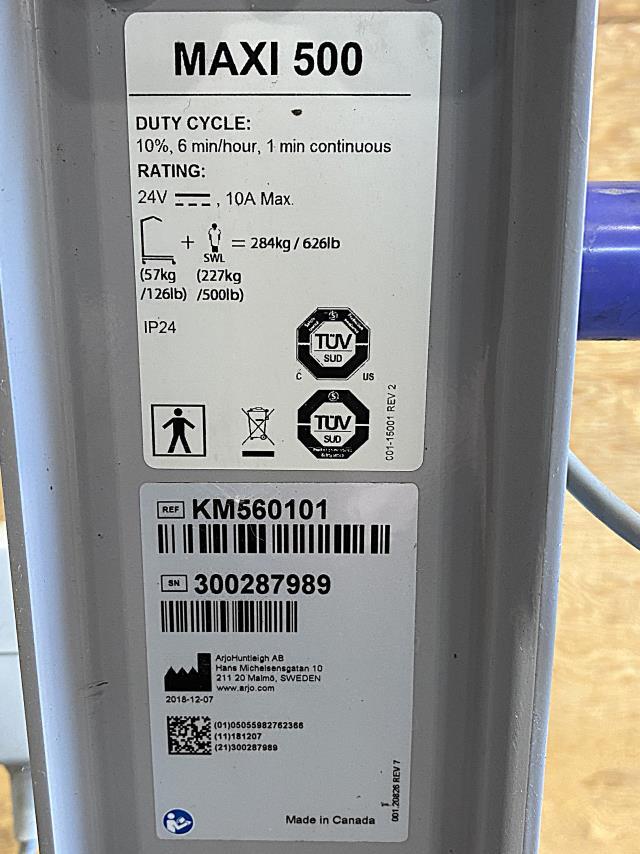 MAXI 500
DUTY CYCLE:
10%, 6 min/hour, 1 min continuous
RATING:
24V , 10A Max.
+ SWL = 284kg / 626lb
(57kg /126lb) (227kg /500lb)
IP24
TÜV
SUD
C US
TÜV
SUD
001-15001 REV 2
REF KM560101
SN 300287989
ArjoHuntleigh AB
Hans Michelsensgatan 10
211 20 Malmö, SWEDEN
www.arjo.com
2018-12-07
(01)05055982762366
(11)181207
(21)300287989
Made in Canada
001.20826 REV 7